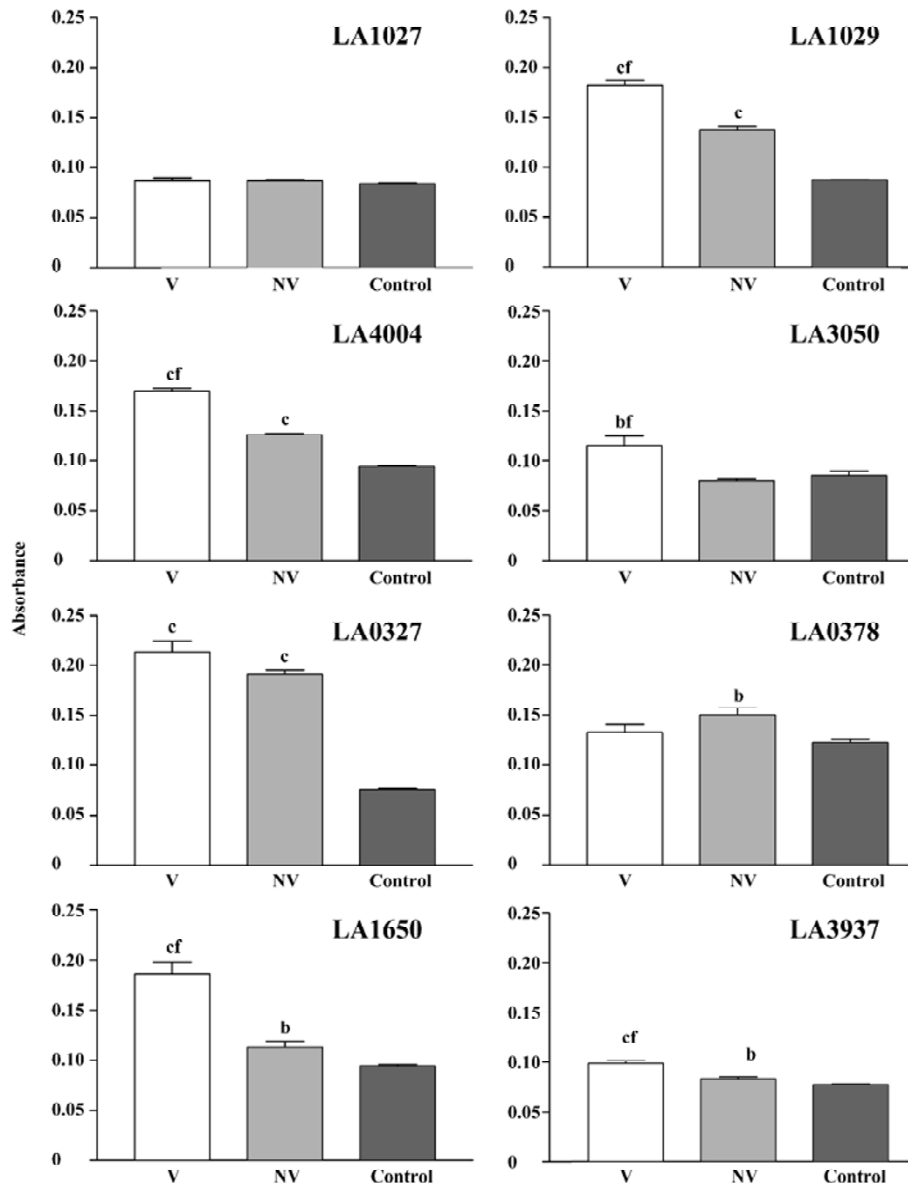 Absorbance
LA1027
0.25
0.20
0.15
0.10
0.05
0
V NV Control
LA1029
0.25
0.20
0.15
0.10
0.05
0
cf
c
V NV Control
LA4004
0.25
0.20
0.15
0.10
0.05
0
cf
c
V NV Control
LA3050
0.25
0.20
0.15
0.10
0.05
0
bf
V NV Control
LA0327
0.25
0.20
0.15
0.10
0.05
0
c
c
V NV Control
LA0378
0.25
0.20
0.15
0.10
0.05
0
b
V NV Control
LA1650
0.25
0.20
0.15
0.10
0.05
0
cf
b
V NV Control
LA3937
0.25
0.20
0.15
0.10
0.05
0
cf
b
V NV Control